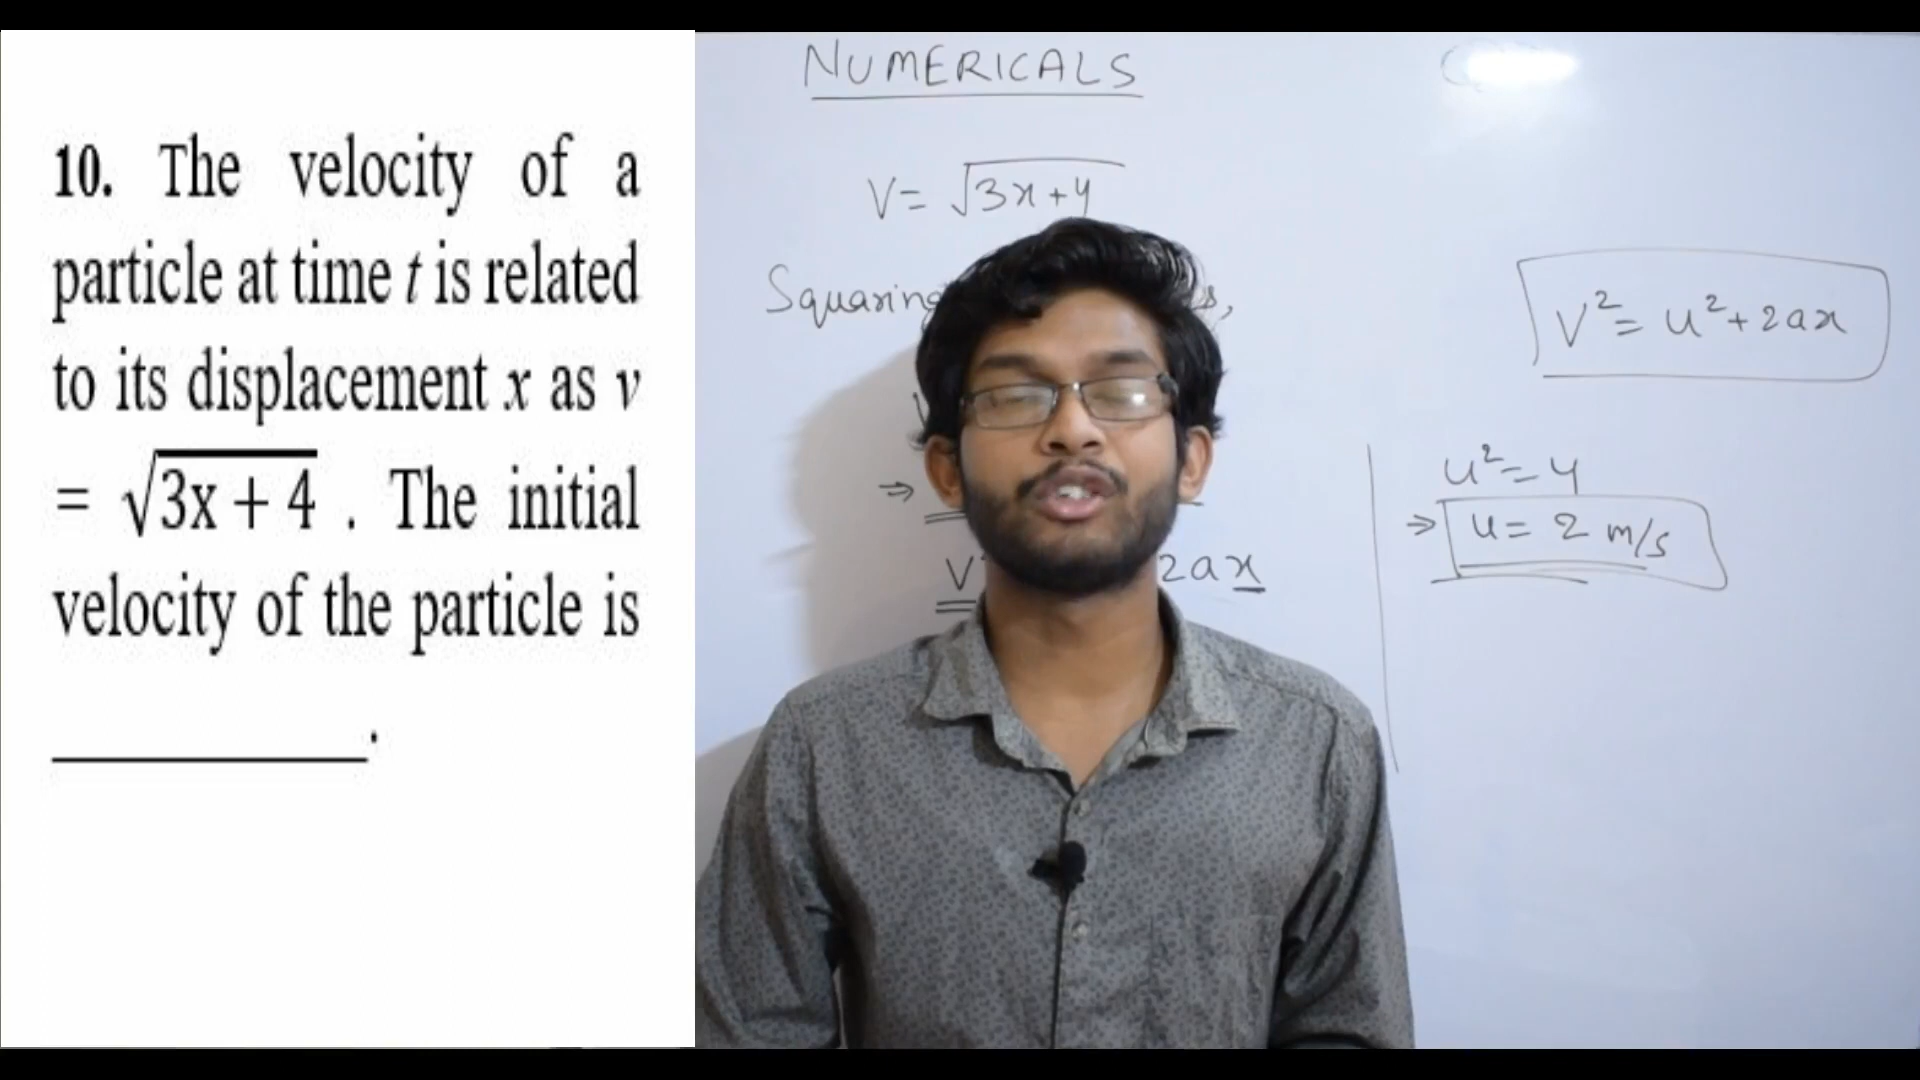 10. The velocity of a
particle at time t is related
to its displacement x as v
= √3x + 4 . The initial
velocity of the particle is
____________.
NUMERICALS
V = √3x+4
Squaring
V² = u² + 2ax
u² = 4
⇒ u = 2 m/s
⇒
V
2ax